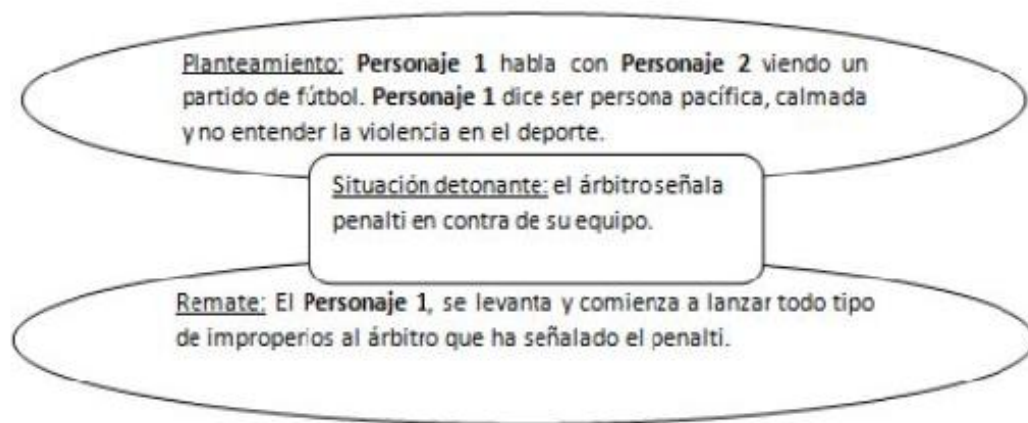 Planteamiento: Personaje 1 habla con Personaje 2 viendo un
partido de fútbol. Personaje 1 dice ser persona pacífica, calmada
y no entender la violencia en el deporte.
Situación detonante: el árbitro señala
penalti en contra de su equipo.
Remate: El Personaje 1, se levanta y comienza a lanzar todo tipo
de improperios al árbitro que ha señalado el penalti.